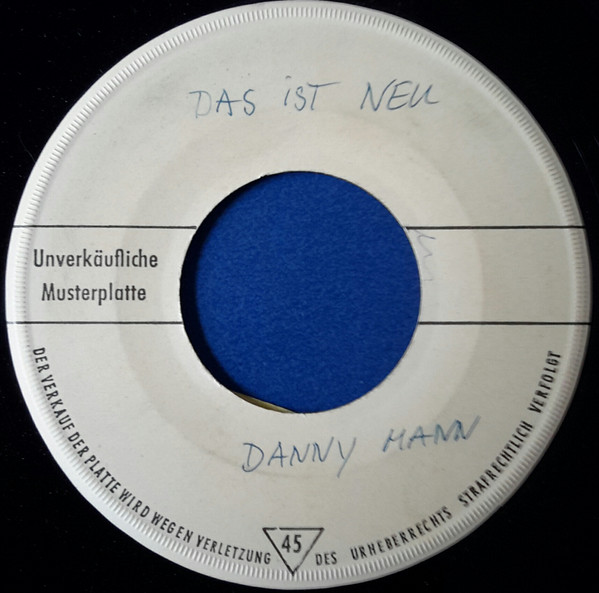 DAS IST NEU
Unverkäufliche
Musterplatte
DANNY MANN
DER VERKAUF DER PLATTE WIRD WEGEN VERLETZUNG DES URHEBERRECHTS STRAFRECHTLICH VERFOLGT
45